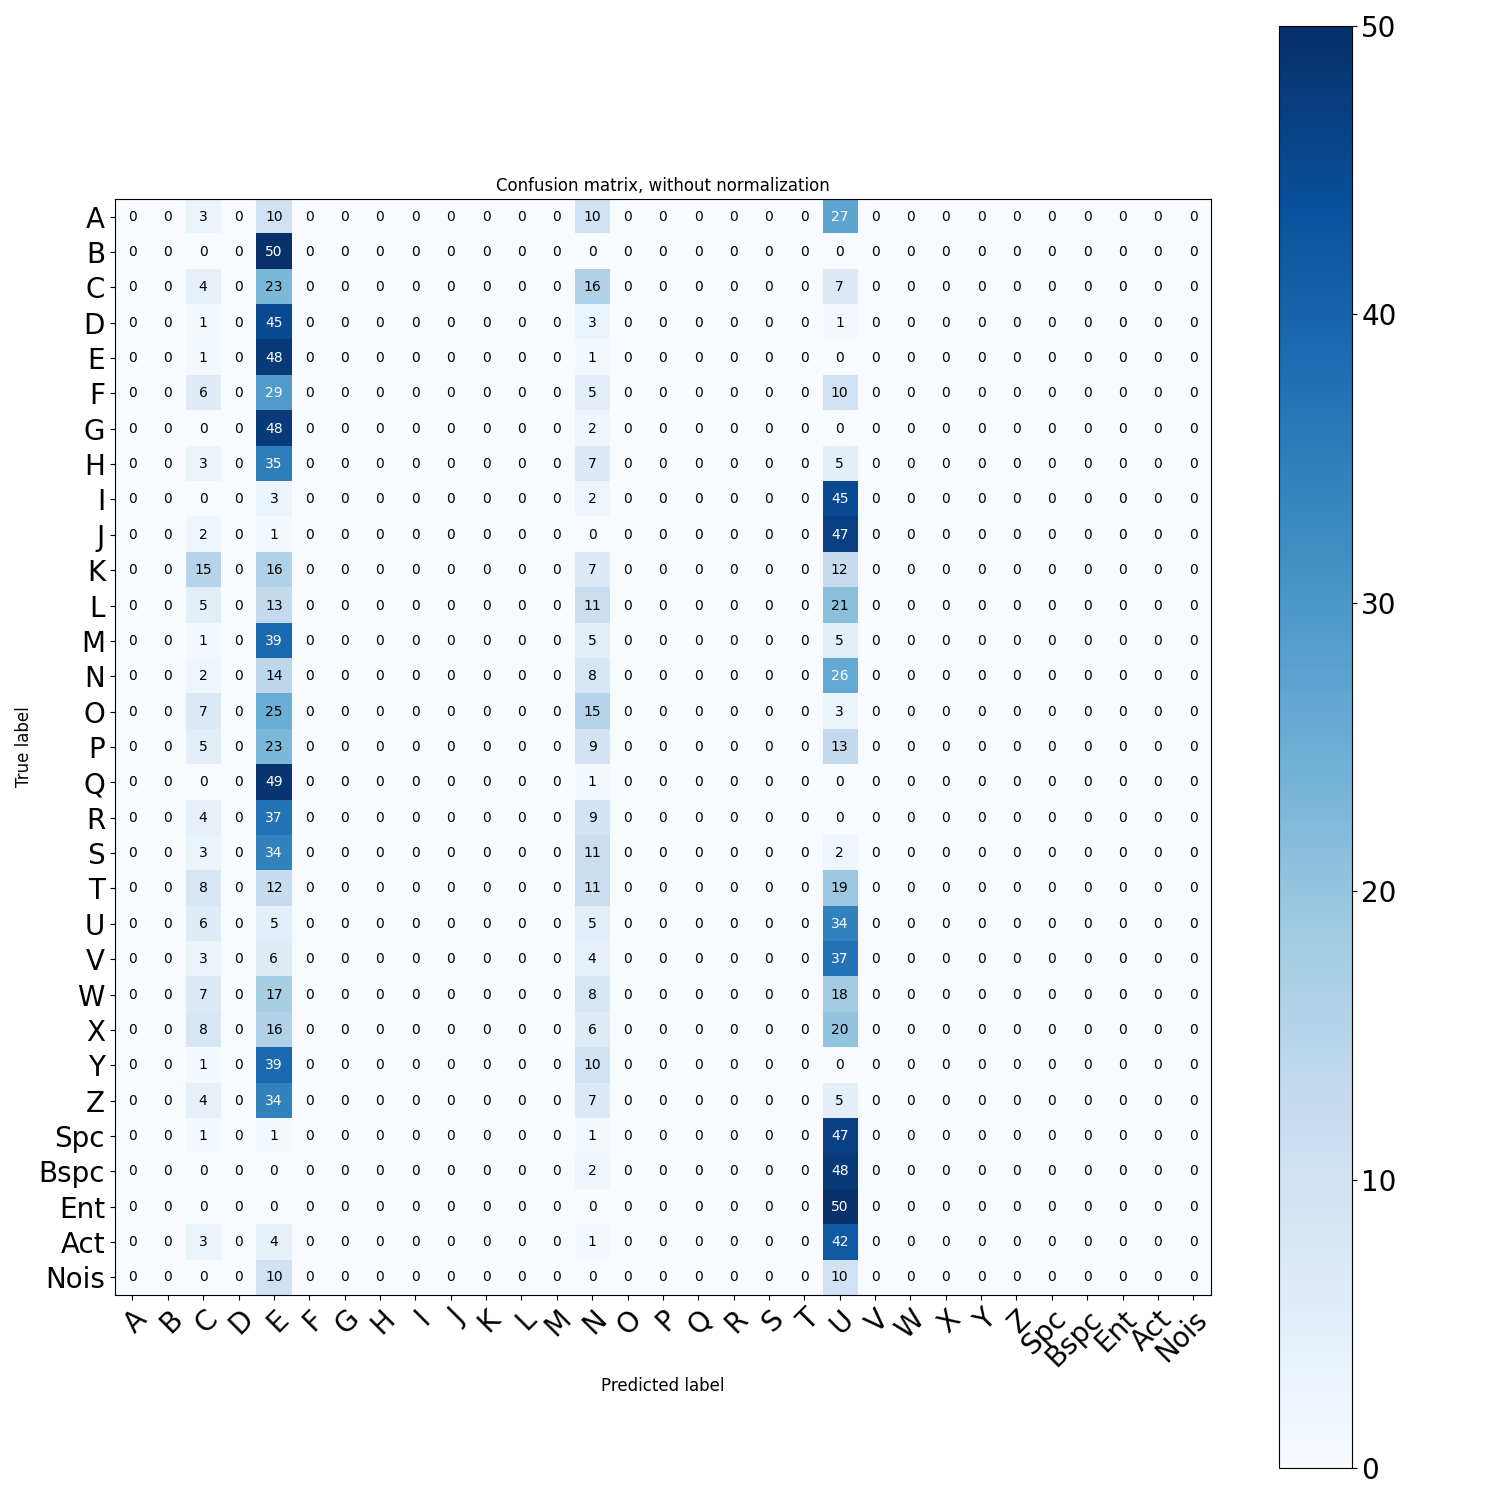 Confusion matrix, without normalization
True label
A 0 0 3 0 10 0 0 0 0 0 0 0 0 10 0 0 0 0 0 0 27 0 0 0 0 0 0 0 0 0 0
B 0 0 0 0 50 0 0 0 0 0 0 0 0 0 0 0 0 0 0 0 0 0 0 0 0 0 0 0 0 0 0
C 0 0 4 0 23 0 0 0 0 0 0 0 0 16 0 0 0 0 0 0 7 0 0 0 0 0 0 0 0 0 0
D 0 0 1 0 45 0 0 0 0 0 0 0 0 3 0 0 0 0 0 0 1 0 0 0 0 0 0 0 0 0 0
E 0 0 1 0 48 0 0 0 0 0 0 0 0 1 0 0 0 0 0 0 0 0 0 0 0 0 0 0 0 0 0
F 0 0 6 0 29 0 0 0 0 0 0 0 0 5 0 0 0 0 0 0 10 0 0 0 0 0 0 0 0 0 0
G 0 0 0 0 48 0 0 0 0 0 0 0 0 2 0 0 0 0 0 0 0 0 0 0 0 0 0 0 0 0 0
H 0 0 3 0 35 0 0 0 0 0 0 0 0 7 0 0 0 0 0 0 5 0 0 0 0 0 0 0 0 0 0
I 0 0 0 0 3 0 0 0 0 0 0 0 0 2 0 0 0 0 0 0 45 0 0 0 0 0 0 0 0 0 0
J 0 0 2 0 1 0 0 0 0 0 0 0 0 0 0 0 0 0 0 0 47 0 0 0 0 0 0 0 0 0 0
K 0 0 15 0 16 0 0 0 0 0 0 0 0 7 0 0 0 0 0 0 12 0 0 0 0 0 0 0 0 0 0
L 0 0 5 0 13 0 0 0 0 0 0 0 0 11 0 0 0 0 0 0 21 0 0 0 0 0 0 0 0 0 0
M 0 0 1 0 39 0 0 0 0 0 0 0 0 5 0 0 0 0 0 0 5 0 0 0 0 0 0 0 0 0 0
N 0 0 2 0 14 0 0 0 0 0 0 0 0 8 0 0 0 0 0 0 26 0 0 0 0 0 0 0 0 0 0
O 0 0 7 0 25 0 0 0 0 0 0 0 0 15 0 0 0 0 0 0 3 0 0 0 0 0 0 0 0 0 0
P 0 0 5 0 23 0 0 0 0 0 0 0 0 9 0 0 0 0 0 0 13 0 0 0 0 0 0 0 0 0 0
Q 0 0 0 0 49 0 0 0 0 0 0 0 0 1 0 0 0 0 0 0 0 0 0 0 0 0 0 0 0 0 0
R 0 0 4 0 37 0 0 0 0 0 0 0 0 9 0 0 0 0 0 0 0 0 0 0 0 0 0 0 0 0 0
S 0 0 3 0 34 0 0 0 0 0 0 0 0 11 0 0 0 0 0 0 2 0 0 0 0 0 0 0 0 0 0
T 0 0 8 0 12 0 0 0 0 0 0 0 0 11 0 0 0 0 0 0 19 0 0 0 0 0 0 0 0 0 0
U 0 0 6 0 5 0 0 0 0 0 0 0 0 5 0 0 0 0 0 0 34 0 0 0 0 0 0 0 0 0 0
V 0 0 3 0 6 0 0 0 0 0 0 0 0 4 0 0 0 0 0 0 37 0 0 0 0 0 0 0 0 0 0
W 0 0 7 0 17 0 0 0 0 0 0 0 0 8 0 0 0 0 0 0 18 0 0 0 0 0 0 0 0 0 0
X 0 0 8 0 16 0 0 0 0 0 0 0 0 6 0 0 0 0 0 0 20 0 0 0 0 0 0 0 0 0 0
Y 0 0 1 0 39 0 0 0 0 0 0 0 0 10 0 0 0 0 0 0 0 0 0 0 0 0 0 0 0 0 0
Z 0 0 4 0 34 0 0 0 0 0 0 0 0 7 0 0 0 0 0 0 5 0 0 0 0 0 0 0 0 0 0
Spc 0 0 1 0 1 0 0 0 0 0 0 0 0 1 0 0 0 0 0 0 47 0 0 0 0 0 0 0 0 0 0
Bspc 0 0 0 0 0 0 0 0 0 0 0 0 0 2 0 0 0 0 0 0 48 0 0 0 0 0 0 0 0 0 0
Ent 0 0 0 0 0 0 0 0 0 0 0 0 0 0 0 0 0 0 0 0 50 0 0 0 0 0 0 0 0 0 0
Act 0 0 3 0 4 0 0 0 0 0 0 0 0 1 0 0 0 0 0 0 42 0 0 0 0 0 0 0 0 0 0
Nois 0 0 0 0 10 0 0 0 0 0 0 0 0 0 0 0 0 0 0 0 10 0 0 0 0 0 0 0 0 0 0
A B C D E F G H I J K L M N O P Q R S T U V W X Y Z Spc Bspc Ent Act Nois
Predicted label
50
40
30
20
10
0